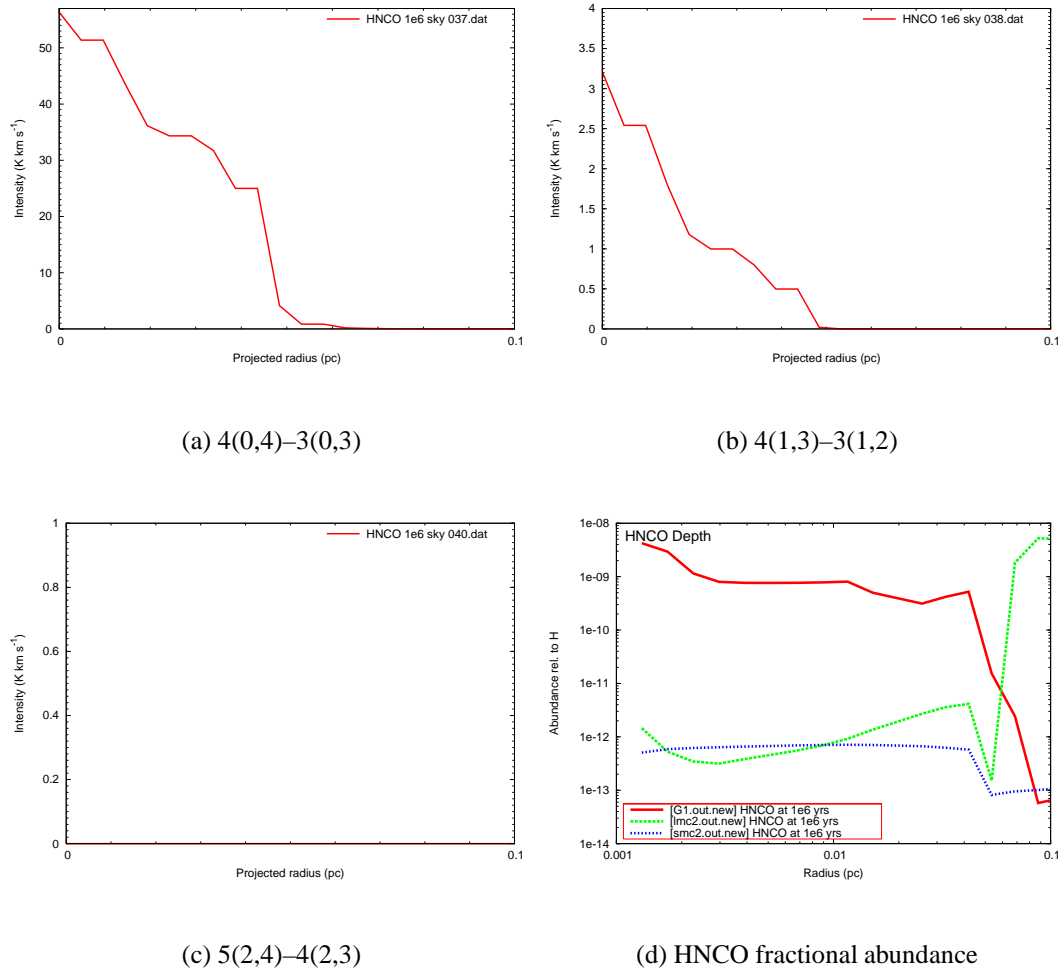 HNCO 1e6 sky 037.dat
50
40
30
20
10
0
Intensity (K km s⁻¹)
0
0.1
Projected radius (pc)
(a) 4(0,4)–3(0,3)
HNCO 1e6 sky 038.dat
4
3.5
3
2.5
2
1.5
1
0.5
0
Intensity (K km s⁻¹)
0
0.1
Projected radius (pc)
(b) 4(1,3)–3(1,2)
HNCO 1e6 sky 040.dat
1
0.8
0.6
0.4
0.2
0
Intensity (K km s⁻¹)
0
0.1
Projected radius (pc)
(c) 5(2,4)–4(2,3)
HNCO Depth
1e-08
1e-09
1e-10
1e-11
1e-12
1e-13
1e-14
Abundance rel. to H
[G1.out.new] HNCO at 1e6 yrs
[lmc2.out.new] HNCO at 1e6 yrs
[smc2.out.new] HNCO at 1e6 yrs
0.001
0.01
0.1
Radius (pc)
(d) HNCO fractional abundance